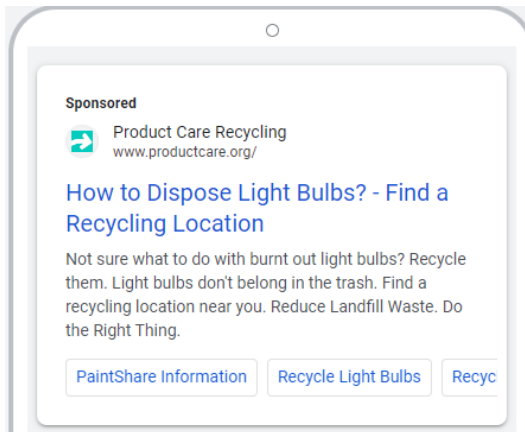 Sponsored
Product Care Recycling
www.productcare.org/
How to Dispose Light Bulbs? - Find a
Recycling Location
Not sure what to do with burnt out light bulbs? Recycle
them. Light bulbs don't belong in the trash. Find a
recycling location near you. Reduce Landfill Waste. Do
the Right Thing.
PaintShare Information Recycle Light Bulbs Recyc